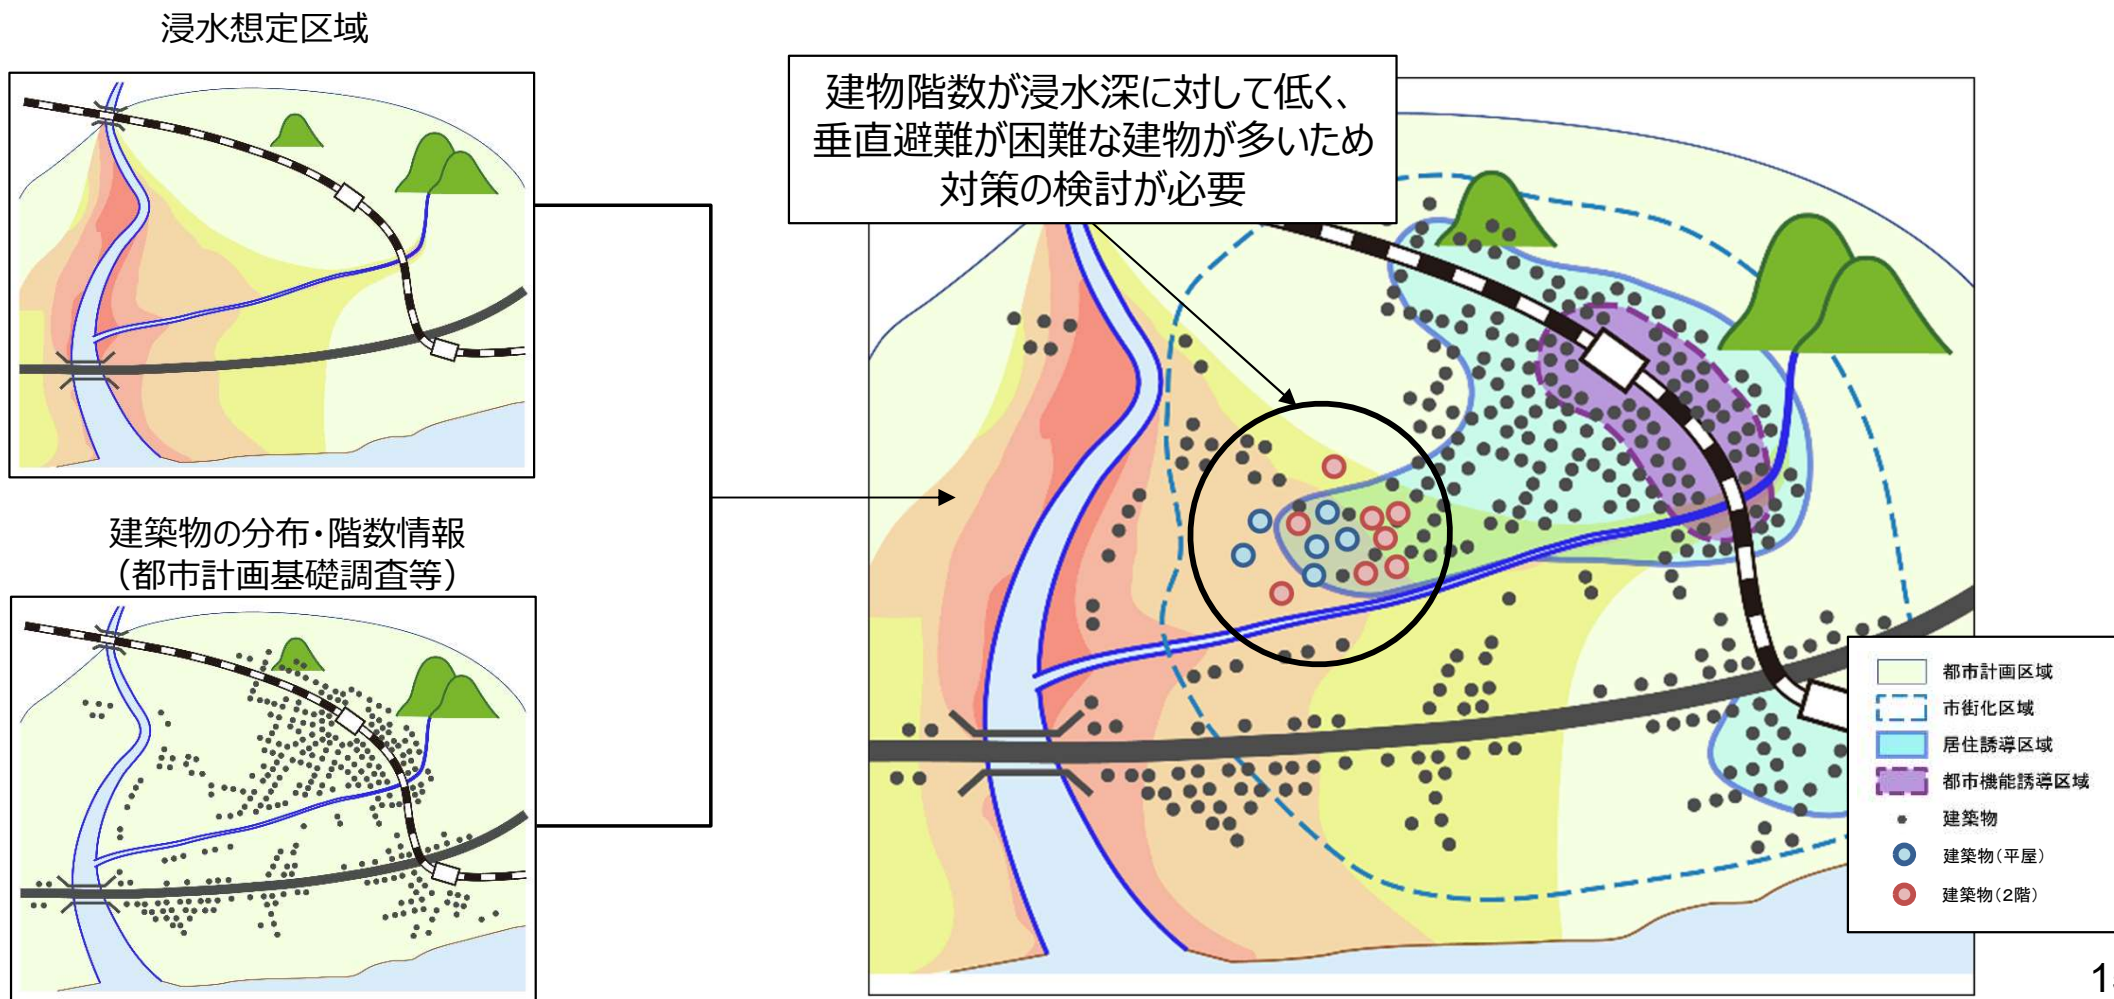 浸水想定区域
建物階数が浸水深に対して低く、
垂直避難が困難な建物が多いため
対策の検討が必要
建築物の分布・階数情報
（都市計画基礎調査等）
都市計画区域
市街化区域
居住誘導区域
都市機能誘導区域
建築物
建築物（平屋）
建築物（2階）